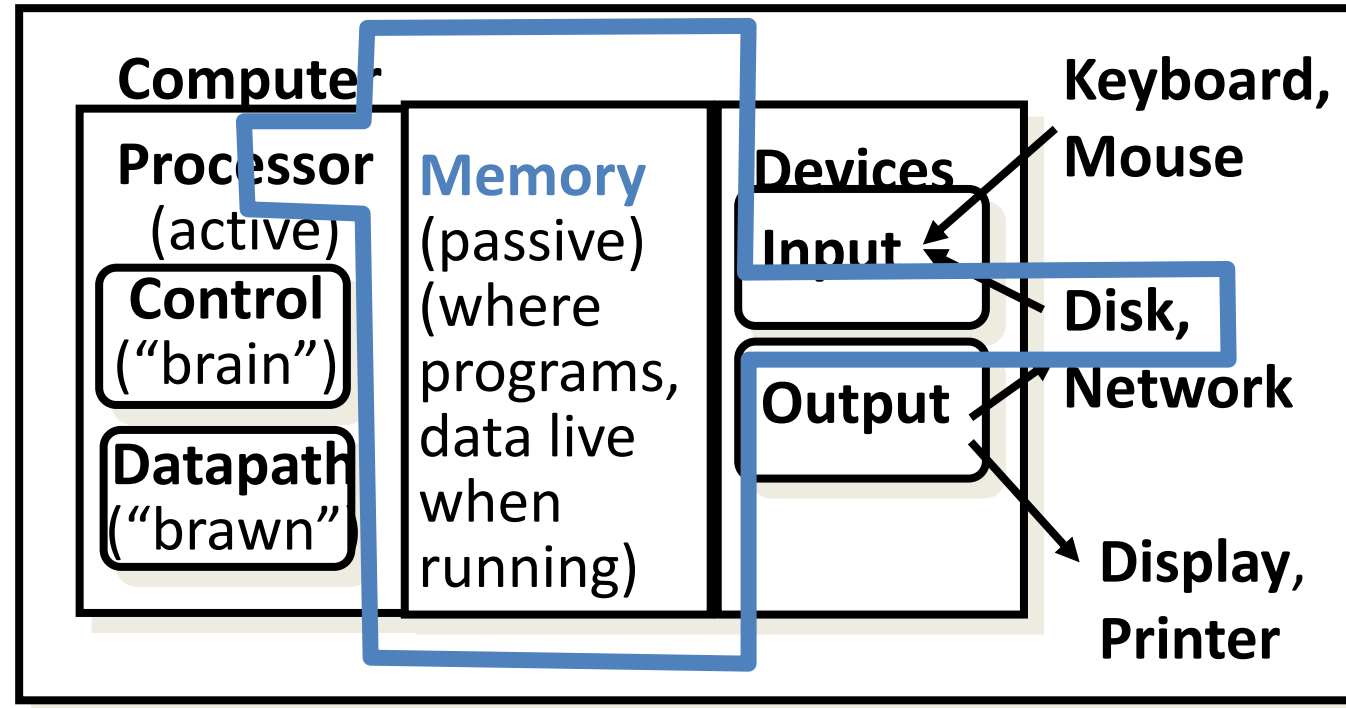 Computer
Processor
(active)
Control
(“brain”)
Datapath
(“brawn”)
Memory
(passive)
(where
programs,
data live
when
running)
Devices
Input
Output
Keyboard,
Mouse
Disk,
Network
Display,
Printer